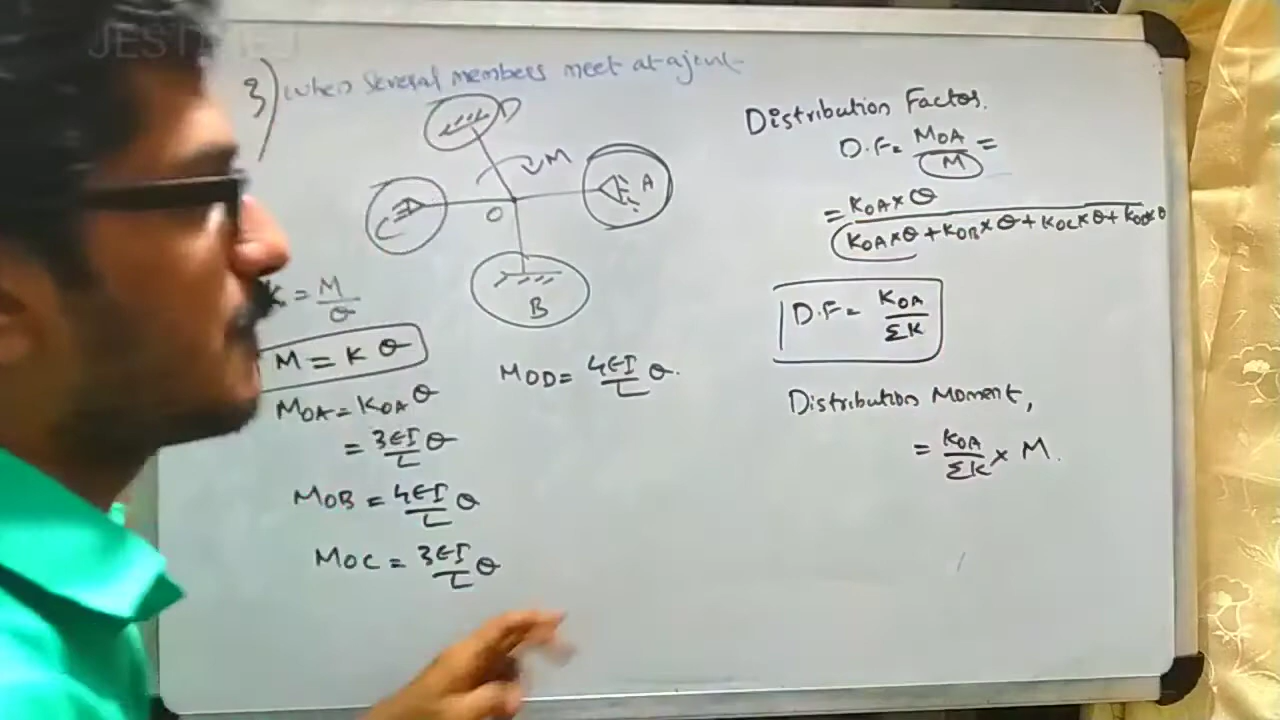 3) when several members meet at a joint
D
M
A
C
O
B
K = M/θ
M = K θ
MOA = KOA θ
= 3EI/L θ
MOB = 4EI/L θ
MOC = 3EI/L θ
MOD = 4EI/L θ.
Distribution Factor.
D.F = MOA/M =
= KOA×θ/KOA×θ + KOB×θ + KOC×θ + KOD×θ
D.F = KOA/ΣK
Distribution Moment,
= KOA/ΣK × M.